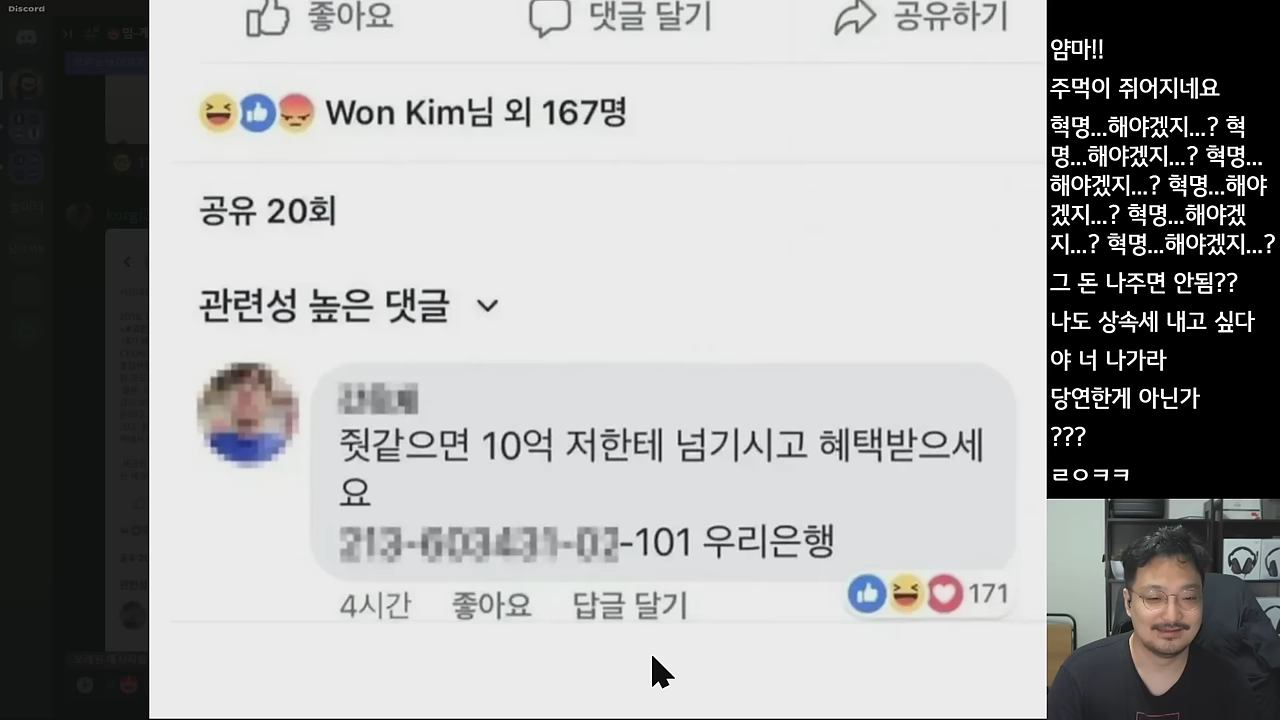 Discord
좋아요 댓글 달기 공유하기
Won Kim님 외 167명
공유 20회
관련성 높은 댓글
줫같으면 10억 저한테 넘기시고 혜택받으세
요
-101 우리은행
4시간 좋아요 답글 달기 171
얌마!!
주먹이 쥐어지네요
혁명...해야겠지...? 혁
명...해야겠지...? 혁명...
해야겠지...? 혁명...해야
겠지...? 혁명...해야겠
지...? 혁명...해야겠지...?
그 돈 나주면 안됨??
나도 상속세 내고 싶다
야 너 나가라
당연한게 아닌가
???
ㄹㅇㅋㅋ